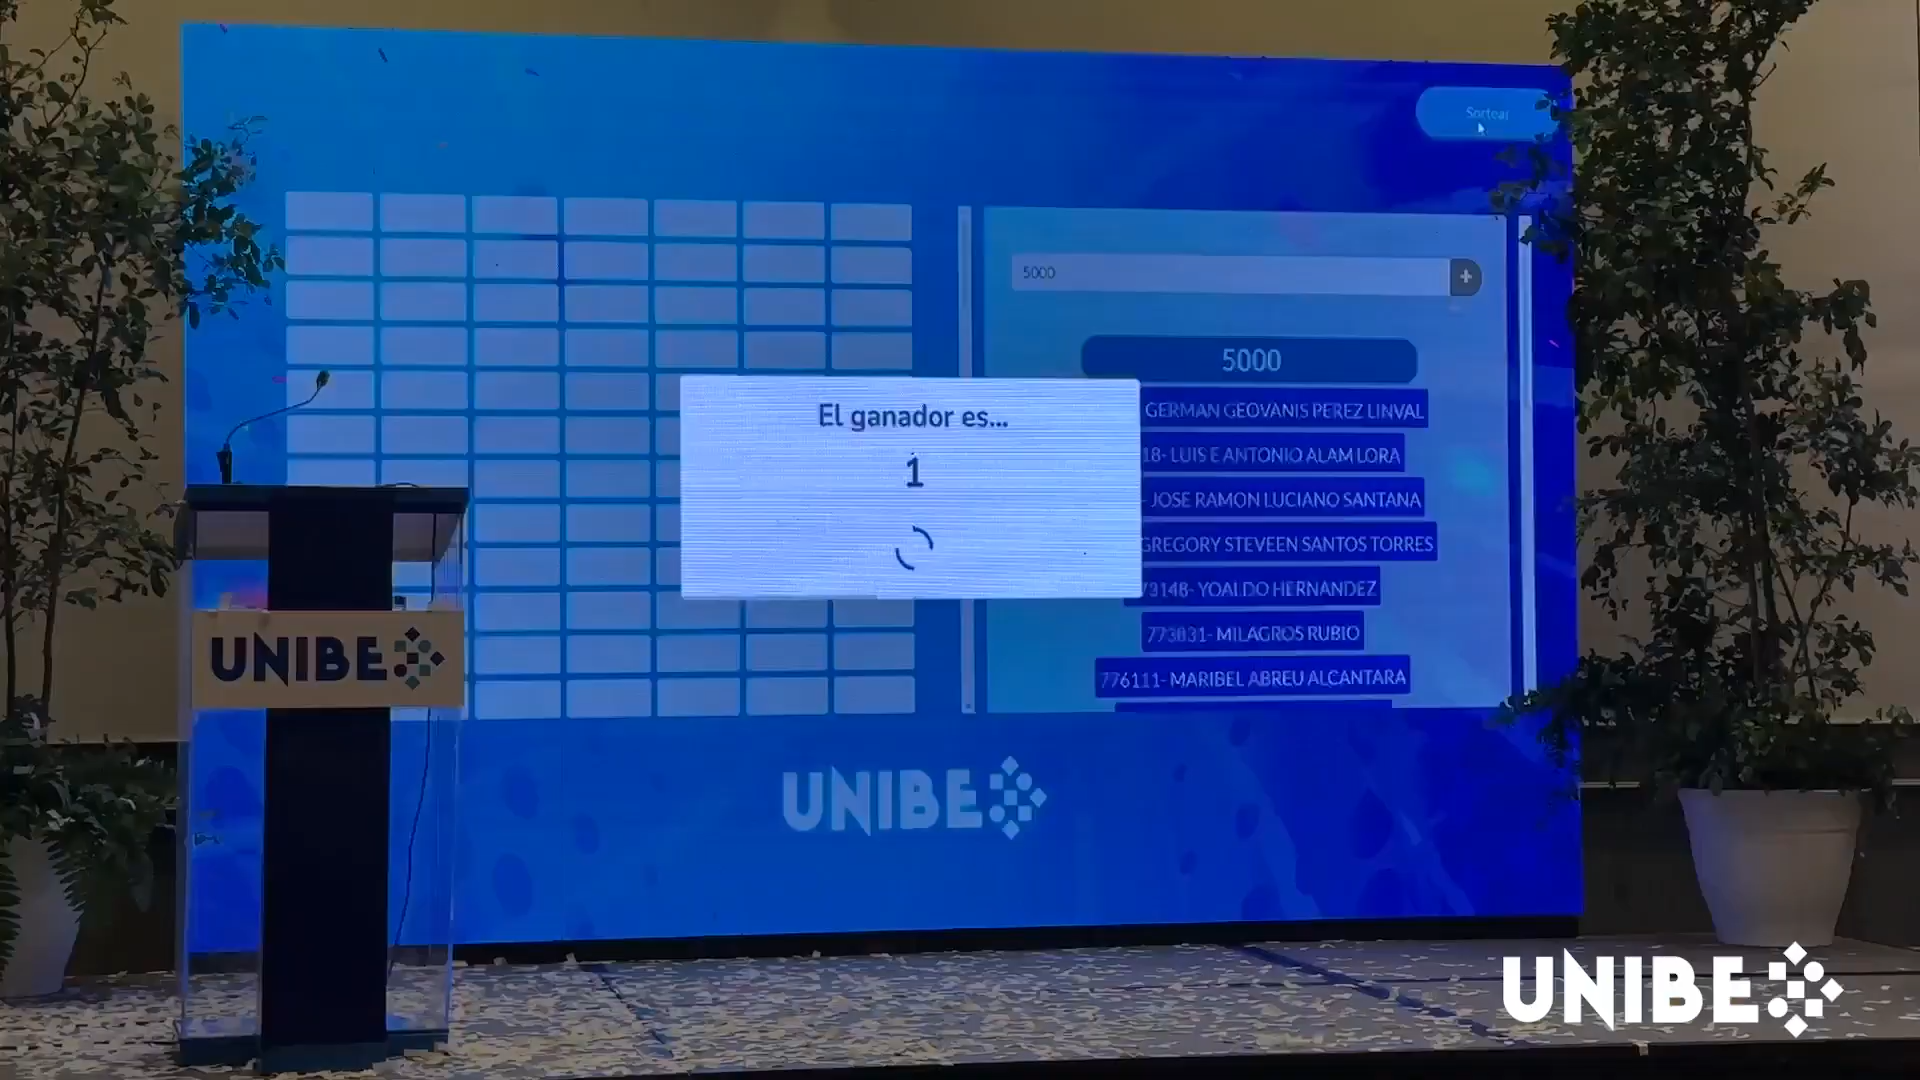 Sortear
5000
+
5000
El ganador es...
1
GERMAN GEOVANIS PEREZ LINVAL
18- LUIS E ANTONIO ALAM LORA
- JOSE RAMON LUCIANO SANTANA
GREGORY STEVEEN SANTOS TORRES
73148- YOALDO HERNANDEZ
773831- MILAGROS RUBIO
776111- MARIBEL ABREU ALCANTARA
UNIBE
UNIBE
UNIBE